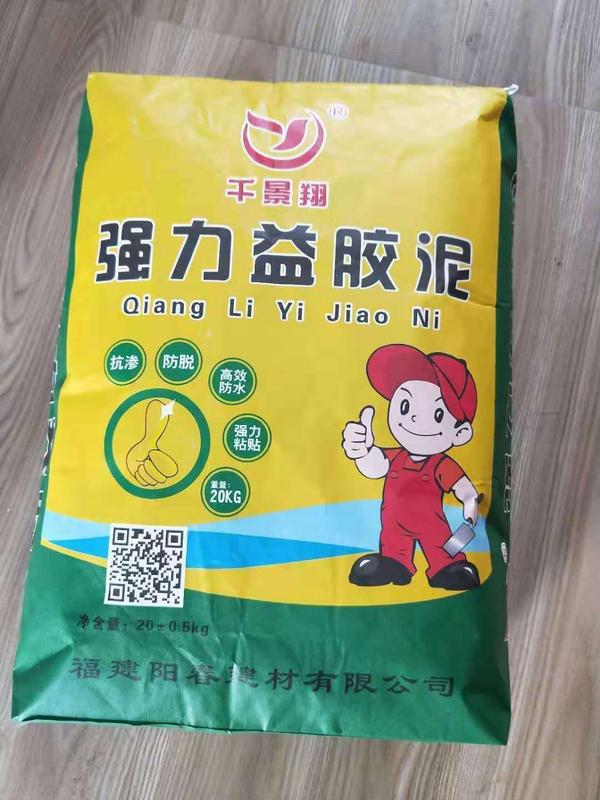 ®
千景翔
强力益胶泥
Qiang Li Yi Jiao Ni
抗渗
防脱
高效
防水
强力
粘贴
重量:
20KG
净含量: 20±0.5kg
福建阳春建材有限公司